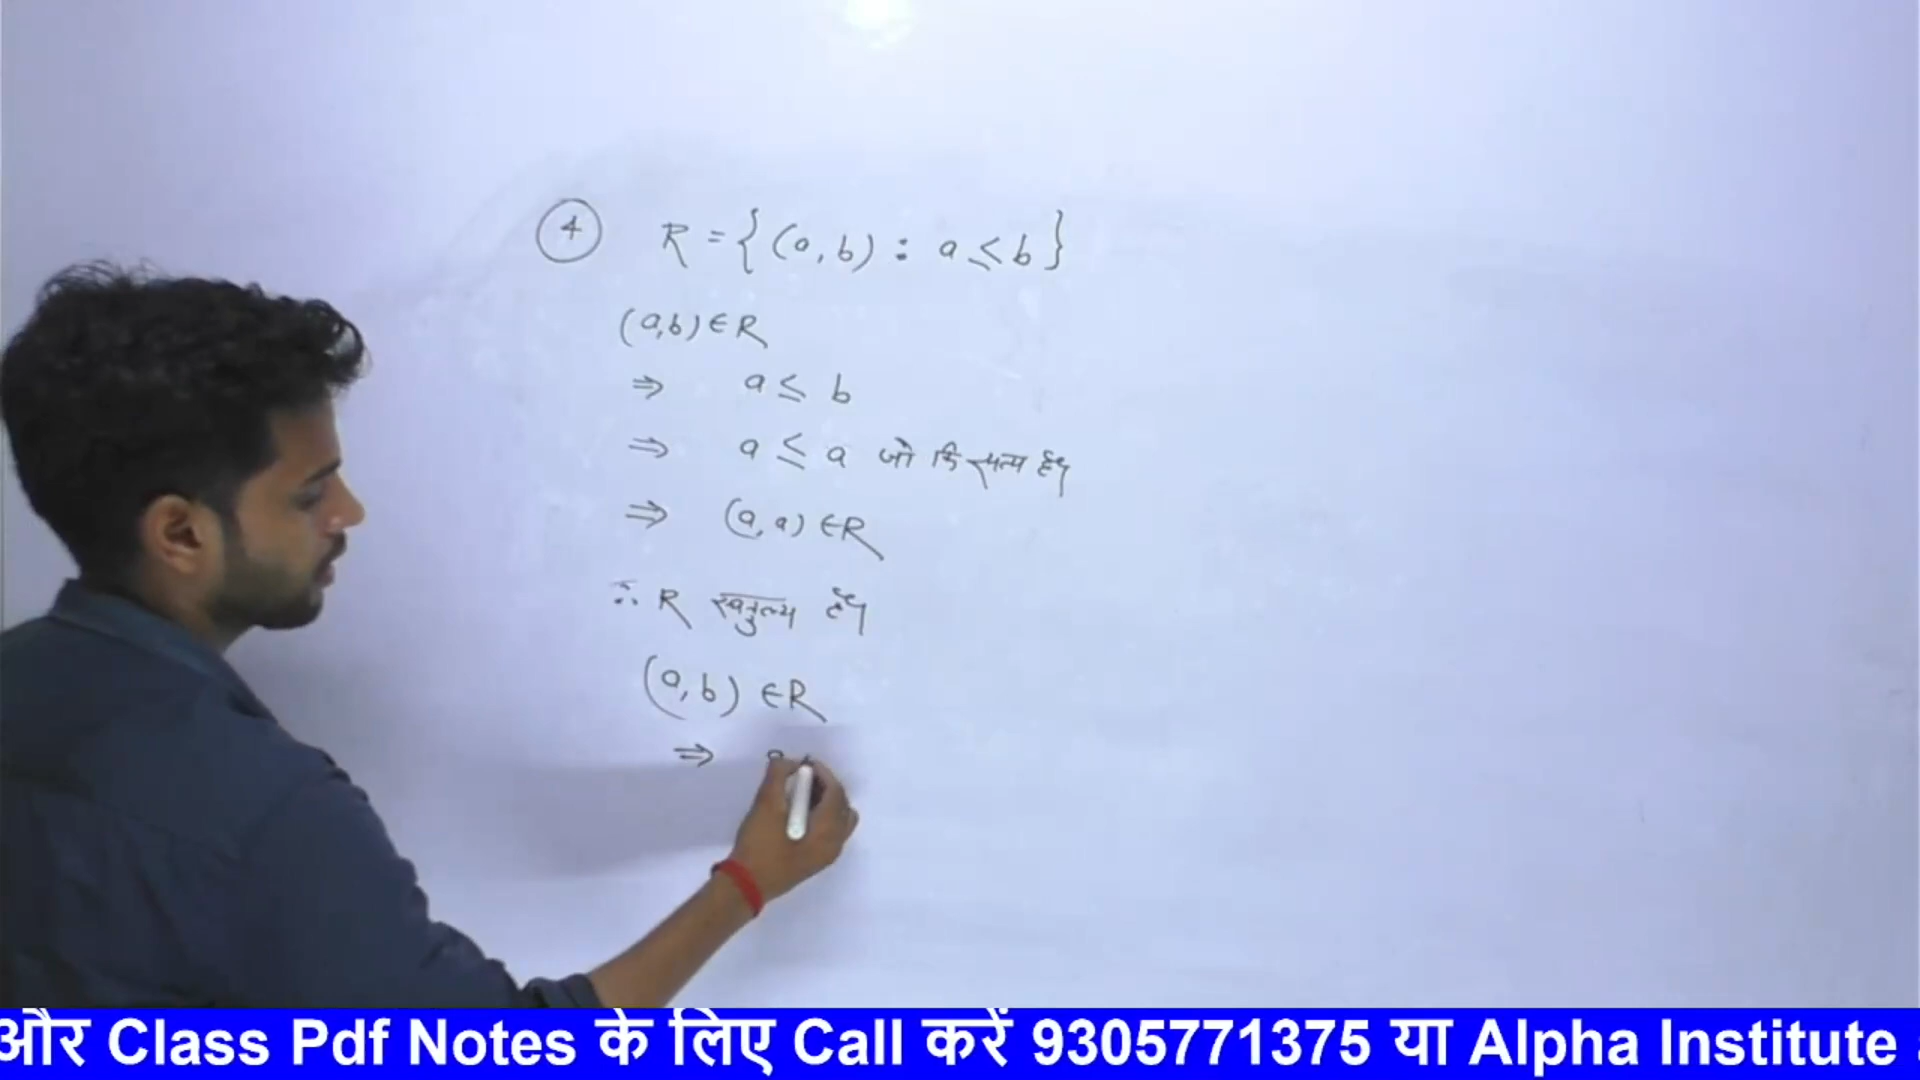 4 R = {(a,b) : a ≤ b}
(a,b) ∈ R
⇒ a ≤ b
⇒ a ≤ a जो कि सत्य है।
⇒ (a,a) ∈ R
∴ R स्वतुल्य है।
(a,b) ∈ R
⇒ a
और Class Pdf Notes के लिए Call करें 9305771375 या Alpha Institute